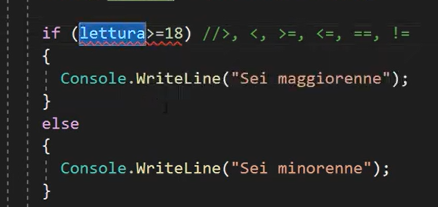 if (lettura>=18) //>, <, >=, <=, ==, !=
{
Console.WriteLine("Sei maggiorenne");
}
else
{
Console.WriteLine("Sei minorenne");
}